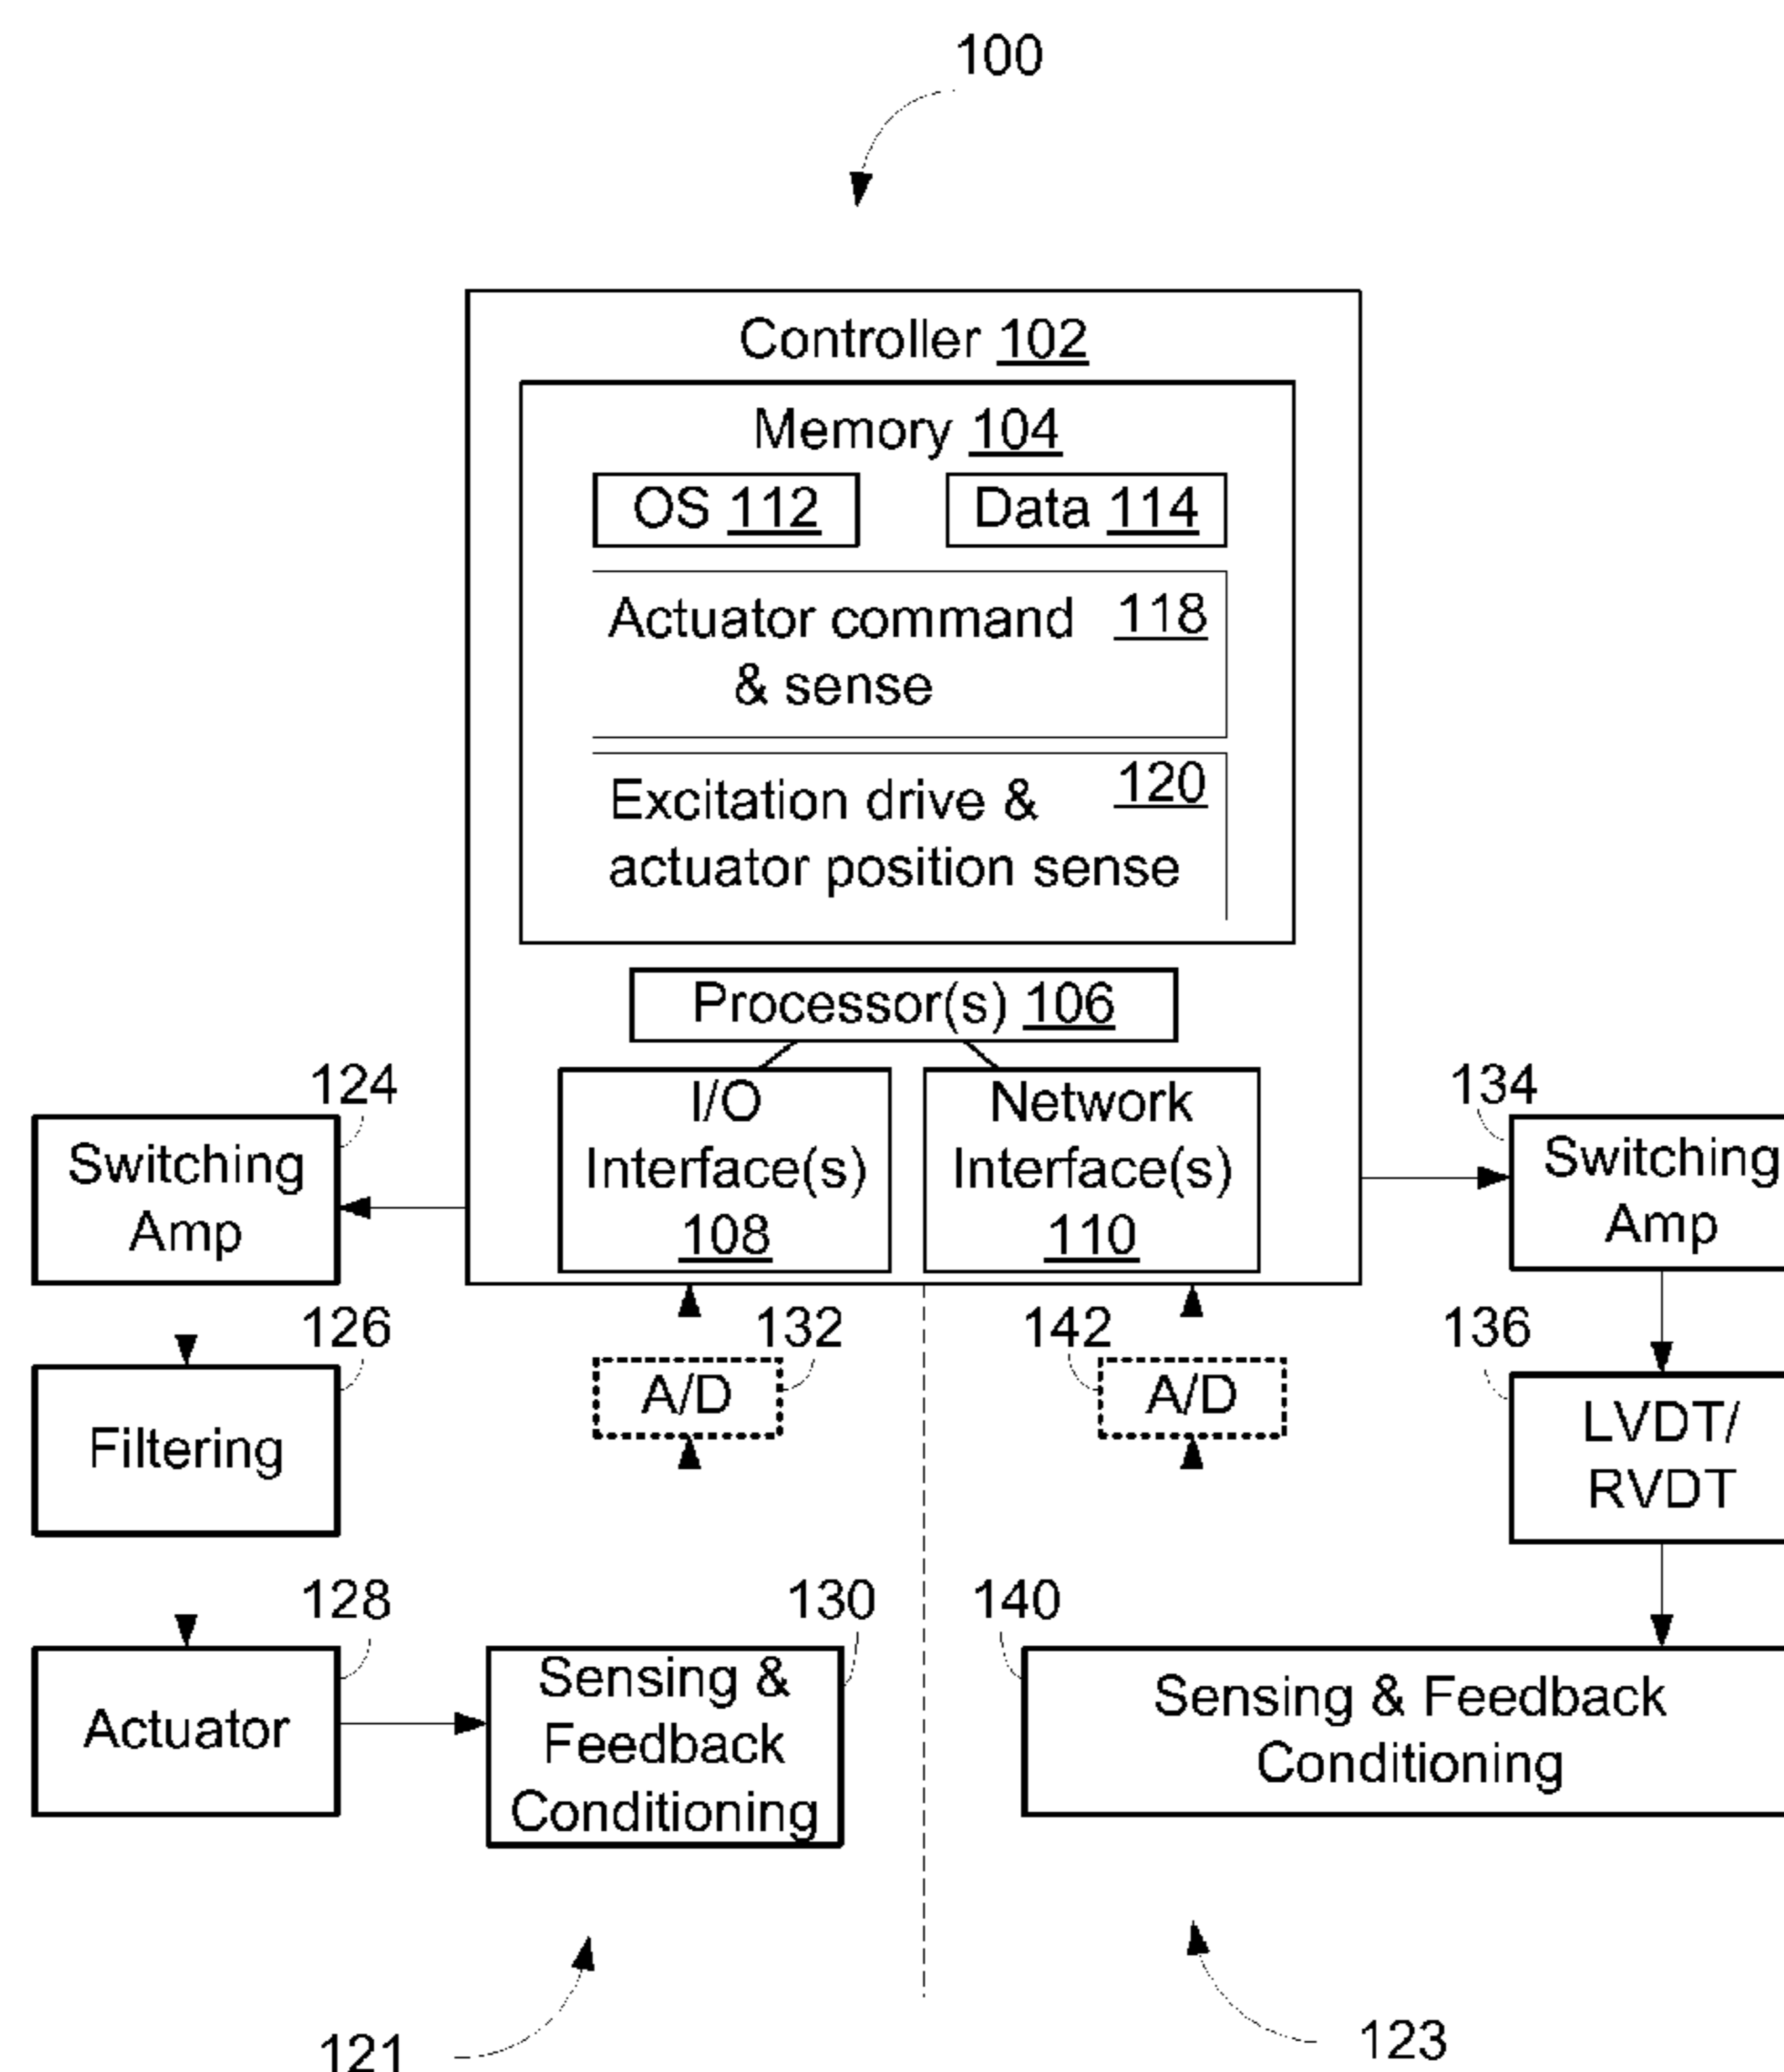 100
Controller 102
Memory 104
OS 112
Data 114
Actuator command 118
& sense
Excitation drive & 120
actuator position sense
Processor(s) 106
I/O
Interface(s)
108
Network
Interface(s)
110
124
Switching
Amp
134
Switching
Amp
126
Filtering
132
A/D
142
A/D
136
LVDT/
RVDT
128
Actuator
130
Sensing &
Feedback
Conditioning
140
Sensing & Feedback
Conditioning
121
123